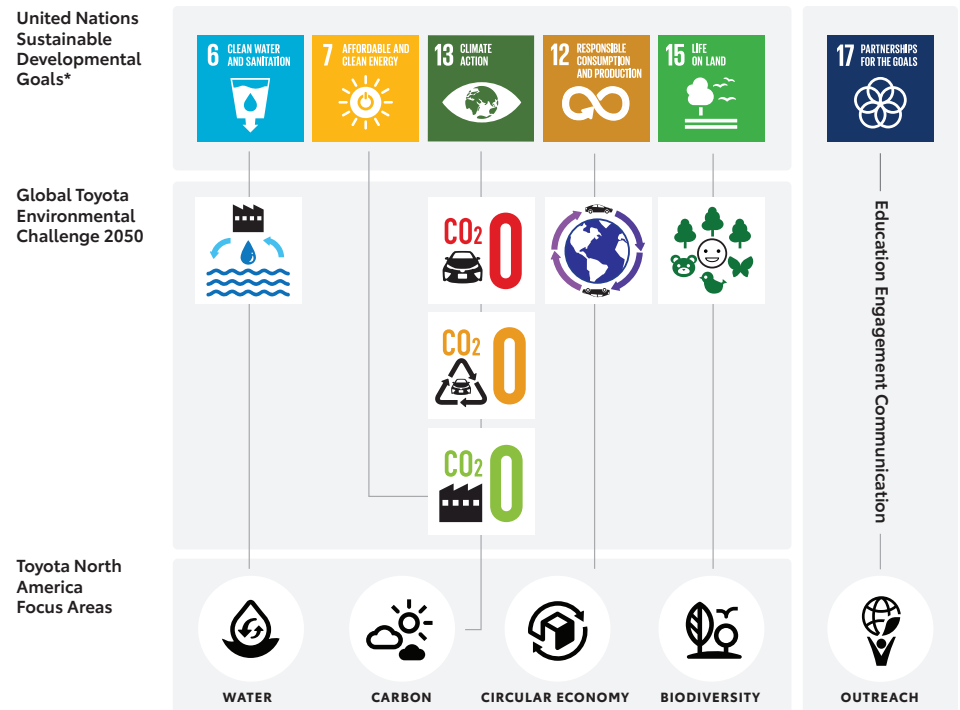 United Nations
Sustainable
Developmental
Goals*
6 CLEAN WATER
AND SANITATION
7 AFFORDABLE AND
CLEAN ENERGY
13 CLIMATE
ACTION
12 RESPONSIBLE
CONSUMPTION
AND PRODUCTION
15 LIFE
ON LAND
17 PARTNERSHIPS
FOR THE GOALS
Global Toyota
Environmental
Challenge 2050
CO2 0
CO2 0
CO2 0
Education Engagement Communication
Toyota North
America
Focus Areas
WATER
CARBON
CIRCULAR ECONOMY
BIODIVERSITY
OUTREACH